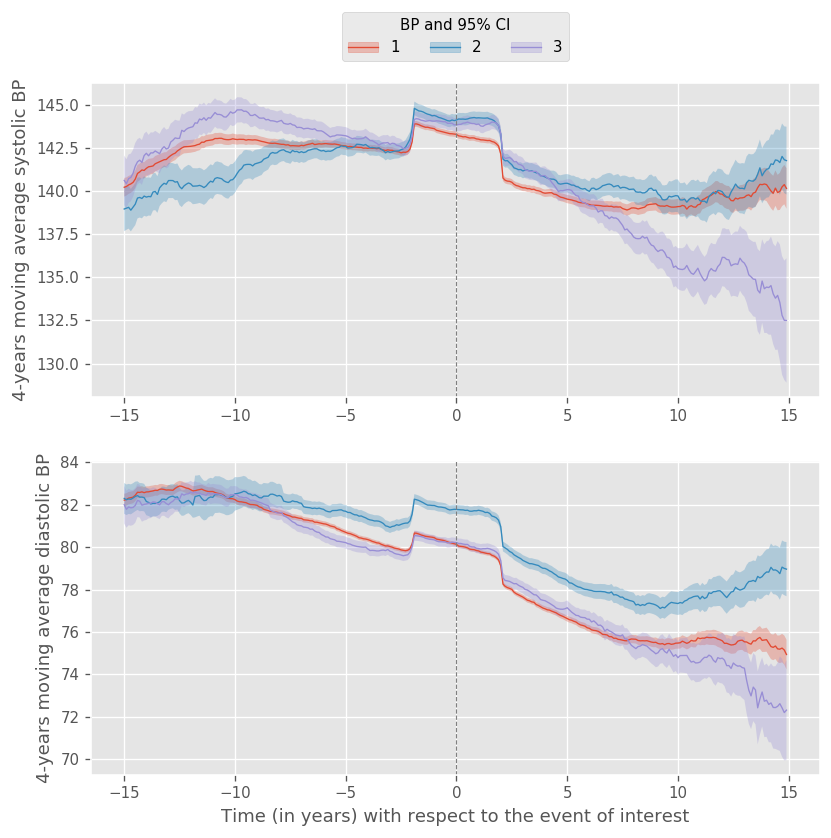 BP and 95% CI
1 2 3
4-years moving average systolic BP
145.0
142.5
140.0
137.5
135.0
132.5
130.0
−15 −10 −5 0 5 10 15
4-years moving average diastolic BP
84
82
80
78
76
74
72
70
−15 −10 −5 0 5 10 15
Time (in years) with respect to the event of interest